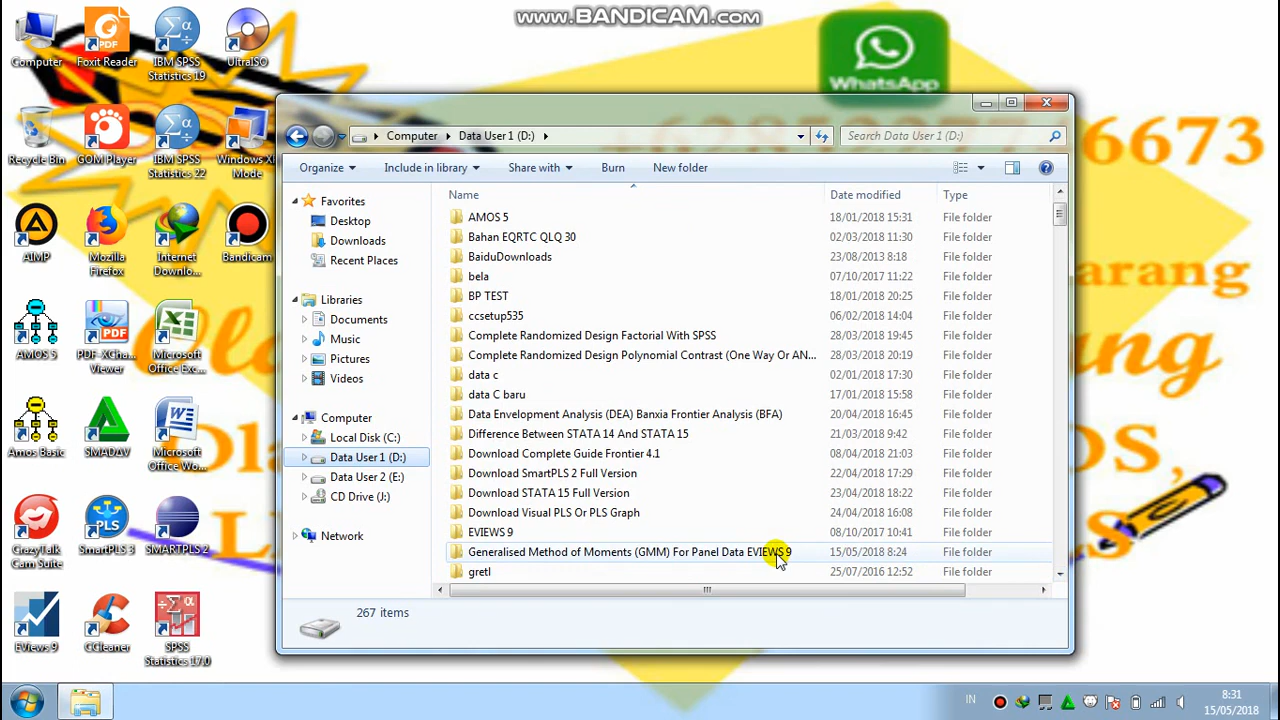 www.BANDICAM.com
WhatsApp
6673
Computer
Foxit Reader
IBM SPSS Statistics 19
UltraISO
Recycle Bin
GOM Player
IBM SPSS Statistics 22
Windows XP Mode
AIMP
Mozilla Firefox
Internet Downlo...
Bandicam
AMOS 5
PDF-XCha... Viewer
Microsoft Office Exc...
Amos Basic
SMADAV
Microsoft Office Wo...
CrazyTalk Cam Suite
SmartPLS 3
SMARTPLS 2
EViews 9
CCleaner
SPSS Statistics 17.0
Computer Data User 1 (D:)
Search Data User 1 (D:)
Organize Include in library Share with Burn New folder
Favorites
Desktop
Downloads
Recent Places
Libraries
Documents
Music
Pictures
Videos
Computer
Local Disk (C:)
Data User 1 (D:)
Data User 2 (E:)
CD Drive (J:)
Network
Name Date modified Type
AMOS 5 18/01/2018 15:31 File folder
Bahan EQRTC QLQ 30 02/03/2018 11:30 File folder
BaiduDownloads 23/08/2013 8:18 File folder
bela 07/10/2017 11:22 File folder
BP TEST 18/01/2018 20:25 File folder
ccsetup535 06/02/2018 14:04 File folder
Complete Randomized Design Factorial With SPSS 28/03/2018 19:45 File folder
Complete Randomized Design Polynomial Contrast (One Way Or AN... 28/03/2018 20:19 File folder
data c 02/01/2018 17:30 File folder
data C baru 17/01/2018 15:58 File folder
Data Envelopment Analysis (DEA) Banxia Frontier Analysis (BFA) 20/04/2018 16:45 File folder
Difference Between STATA 14 And STATA 15 21/03/2018 9:42 File folder
Download Complete Guide Frontier 4.1 08/04/2018 21:03 File folder
Download SmartPLS 2 Full Version 22/04/2018 17:29 File folder
Download STATA 15 Full Version 23/04/2018 18:22 File folder
Download Visual PLS Or PLS Graph 24/04/2018 16:08 File folder
EVIEWS 9 08/10/2017 10:41 File folder
Generalised Method of Moments (GMM) For Panel Data EVIEWS 9 15/05/2018 8:24 File folder
gretl 25/07/2016 12:52 File folder
267 items
IN
8:31
15/05/2018